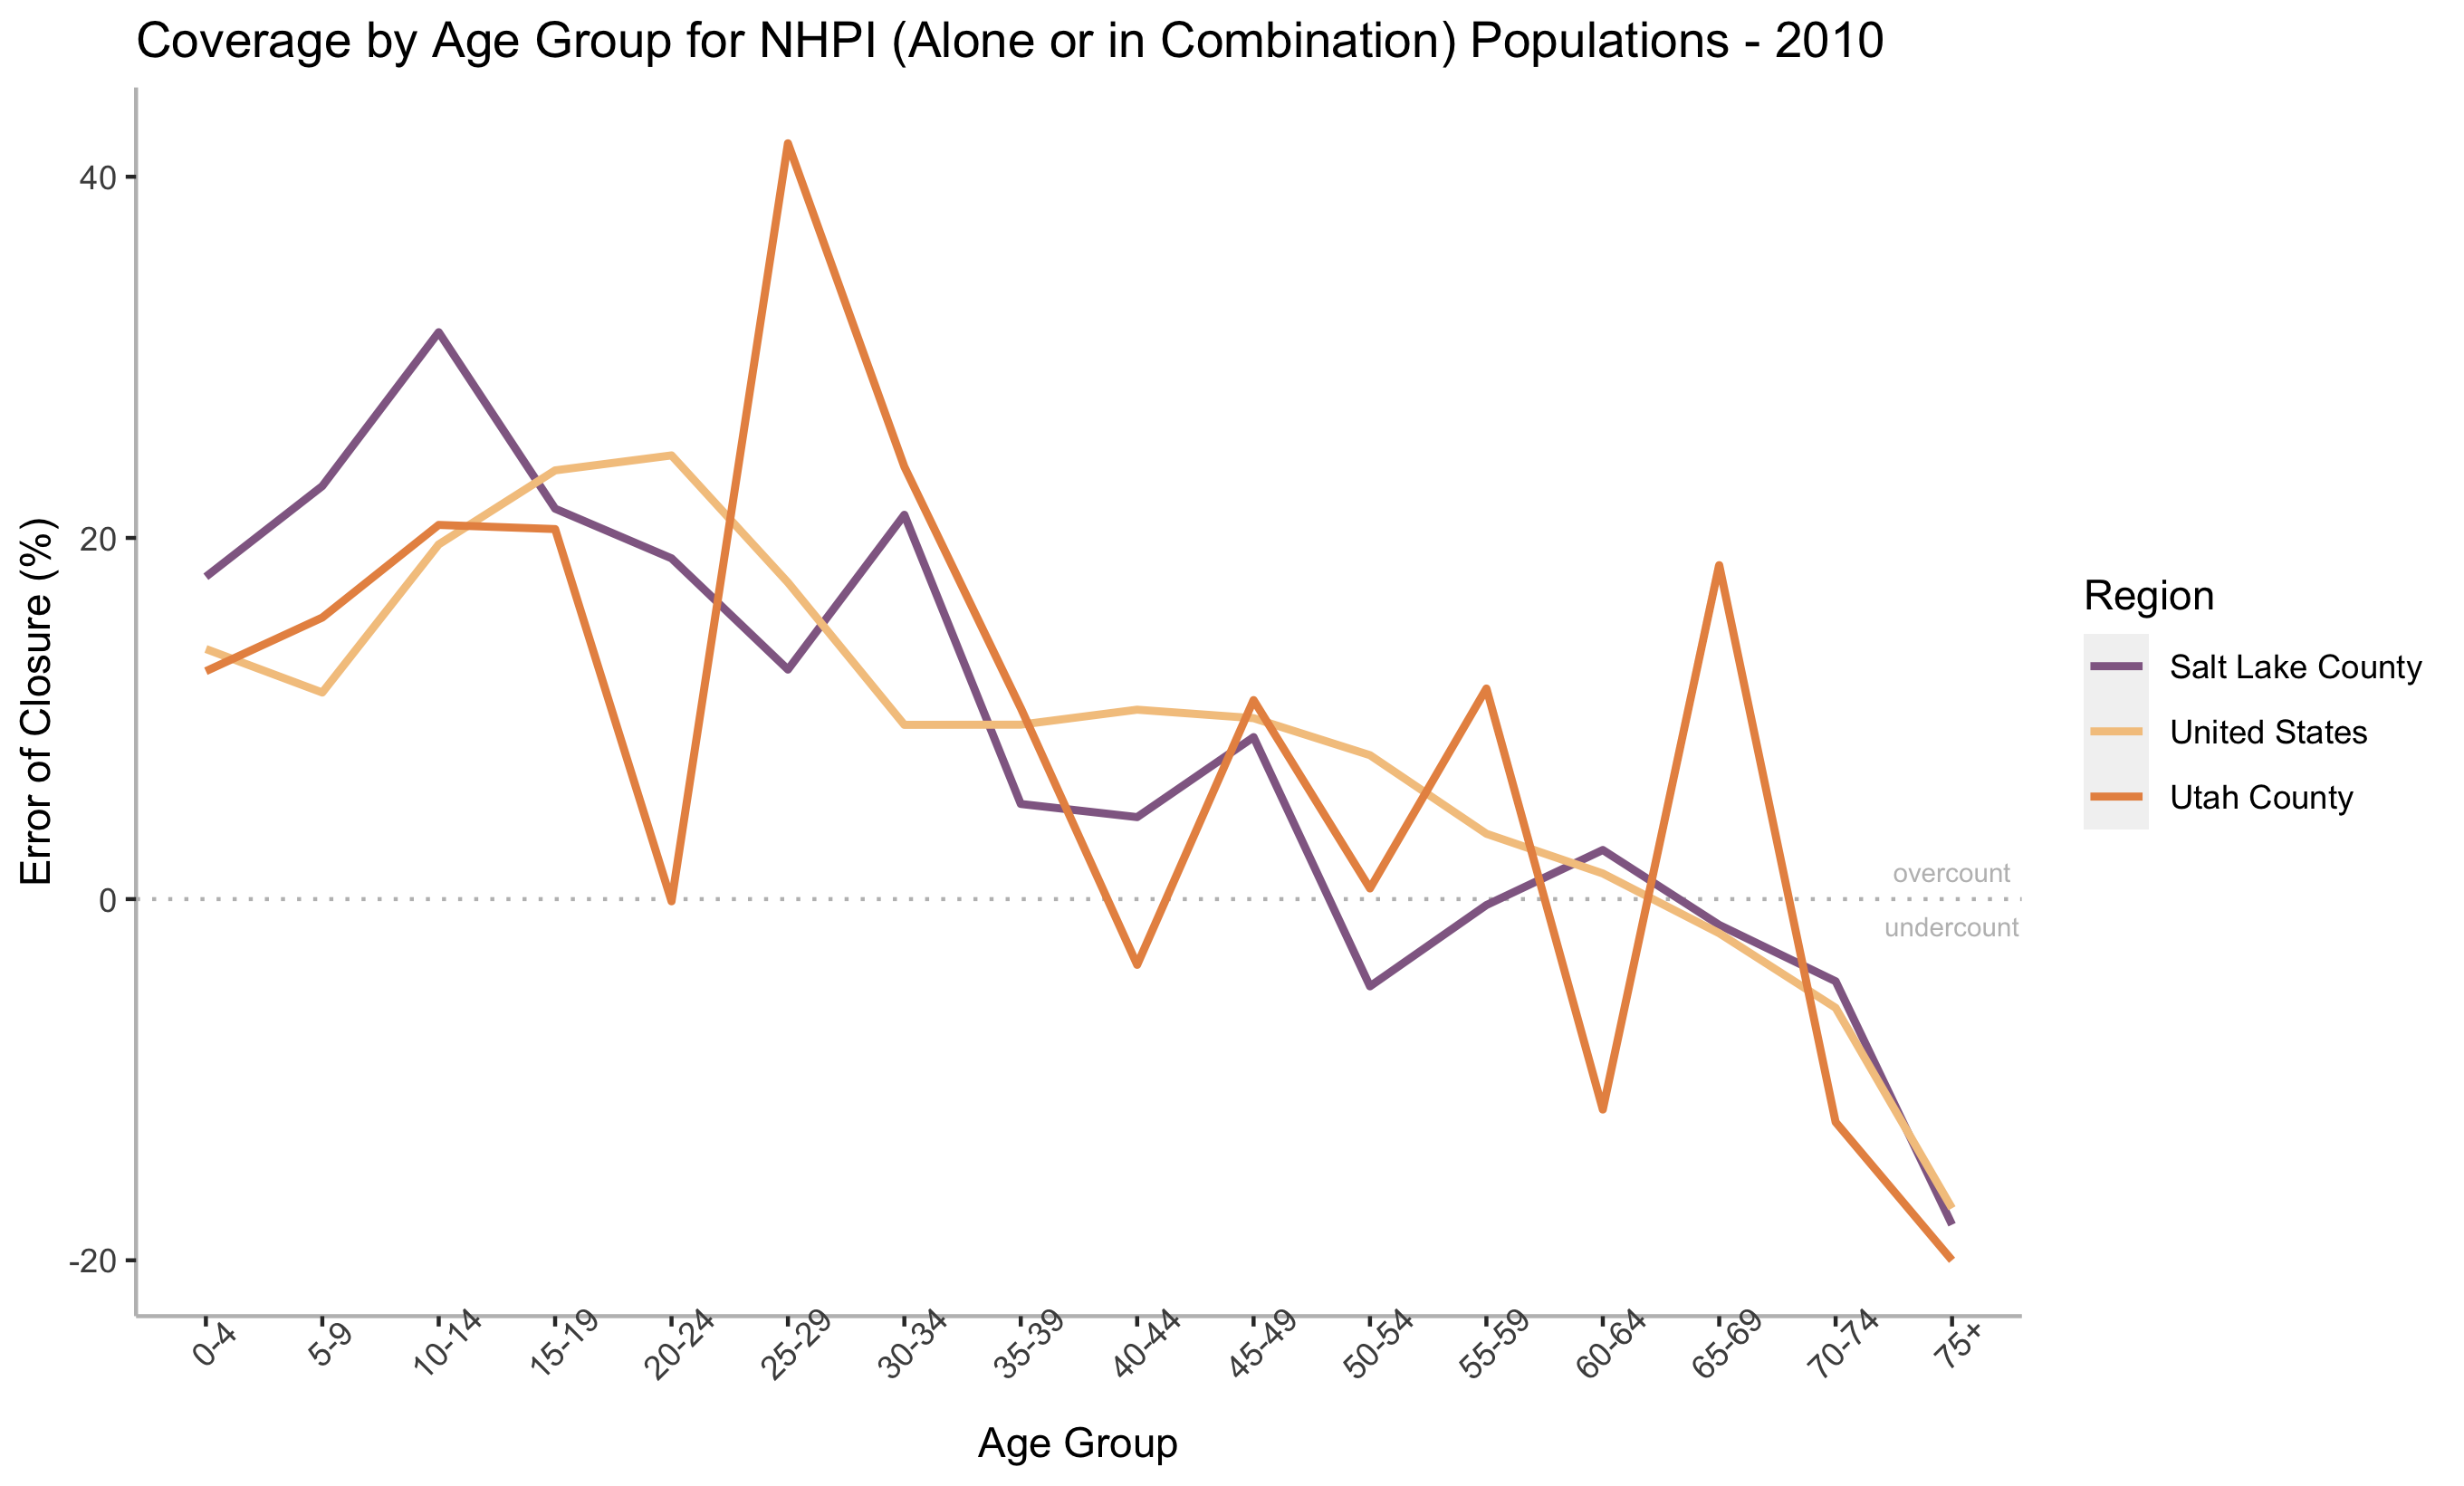 Coverage by Age Group for NHPI (Alone or in Combination) Populations - 2010
Error of Closure (%)
40
20
0
-20
overcount
undercount
0-4
5-9
10-14
15-19
20-24
25-29
30-34
35-39
40-44
45-49
50-54
55-59
60-64
65-69
70-74
75+
Age Group
Region
Salt Lake County
United States
Utah County